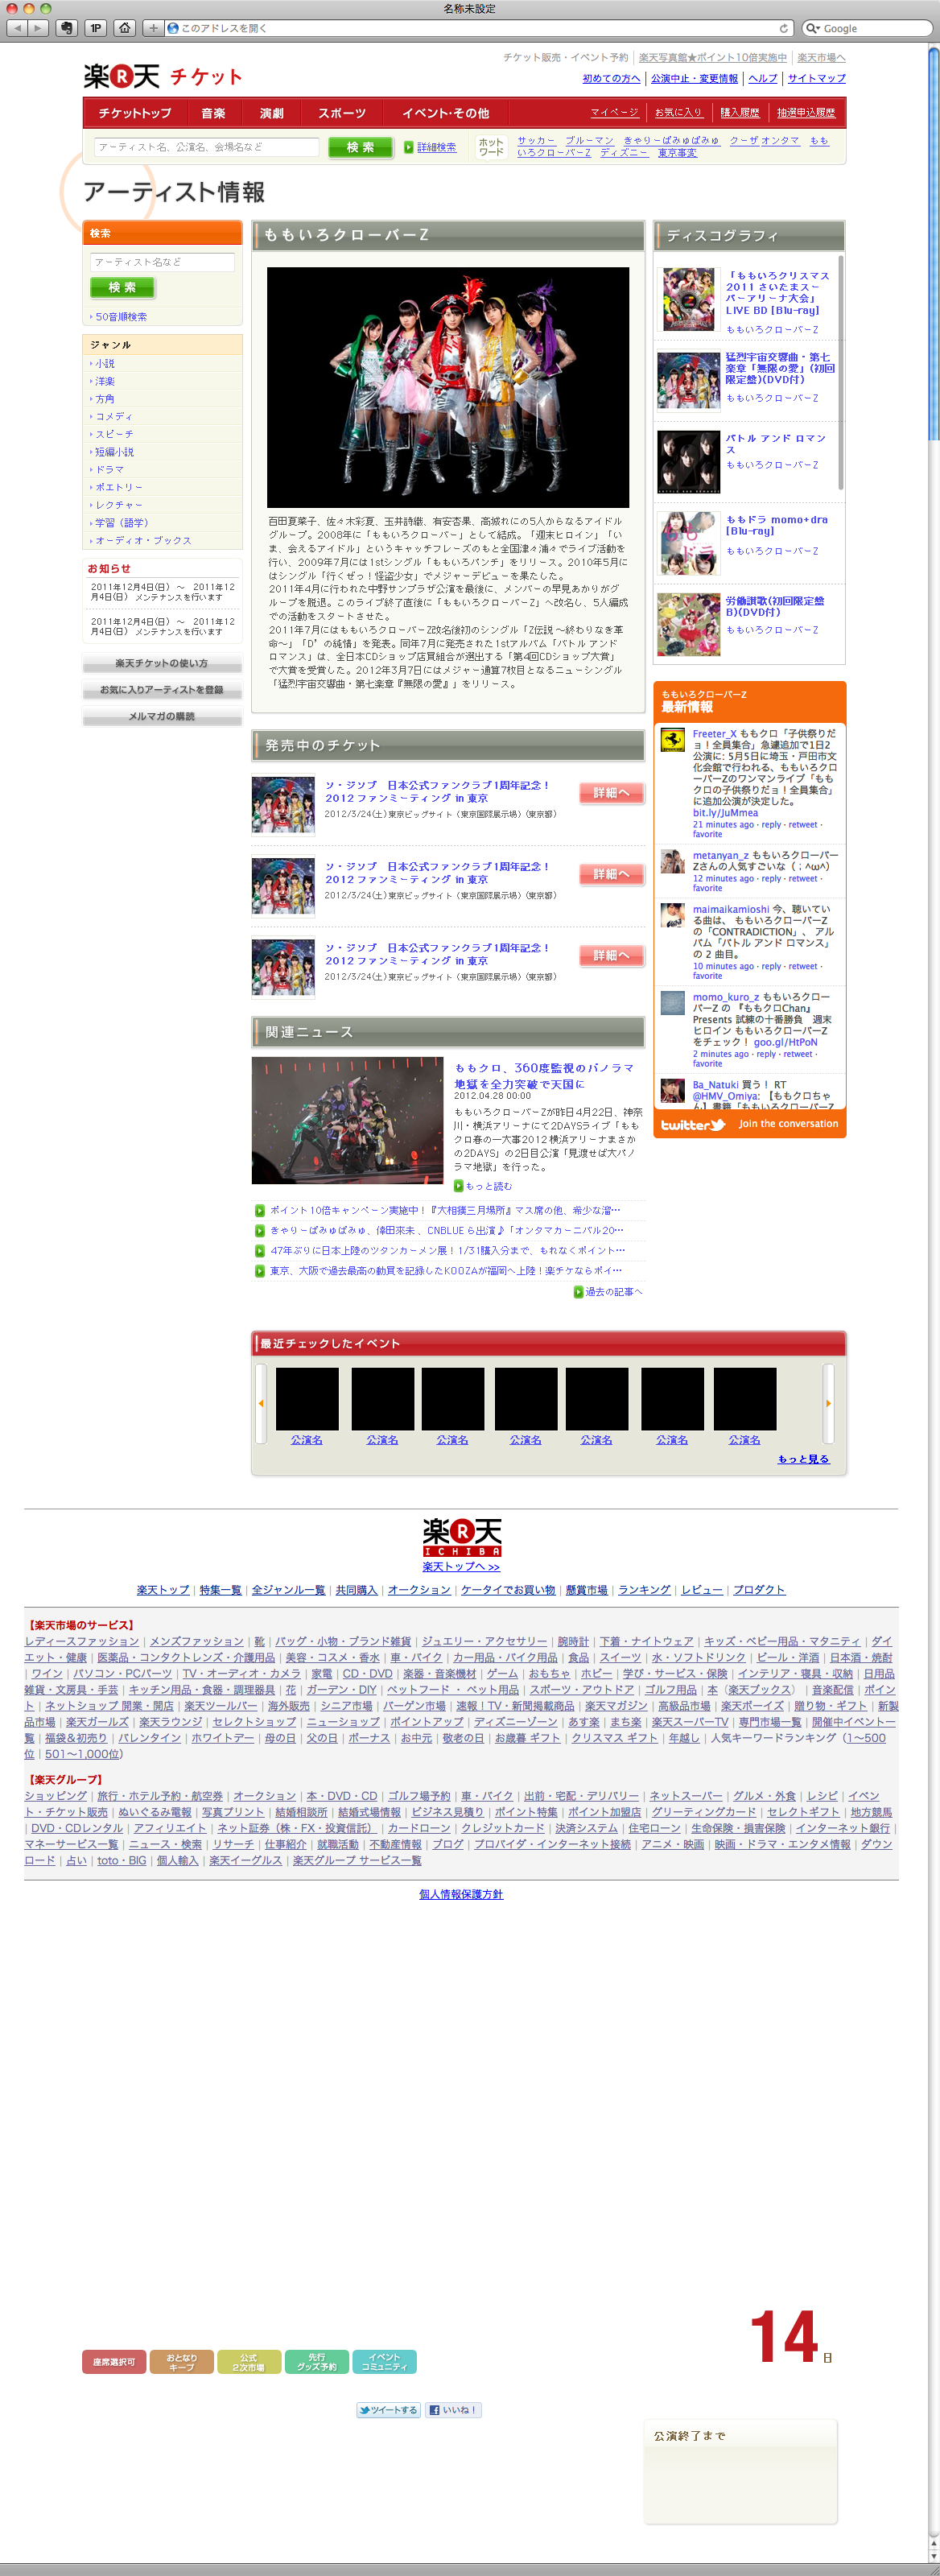 名称未設定
1P
このアドレスを開く
Google
チケット販売・イベント予約
楽天写真館★ポイント10倍実施中
楽天市場へ
楽天 チケット
初めての方へ
公演中止・変更情報
ヘルプ
サイトマップ
チケットトップ 音楽 演劇 スポーツ イベント・その他
マイページ お気に入り 購入履歴 抽選申込履歴
アーティスト名、公演名、会場名など
検 索
詳細検索
ホットワード
サッカー ブルーマン きゃりーぱみゅぱみゅ クーザ オンタマ もも
いろクローバーZ ディズニー 東京事変
アーティスト情報
検索
アーティスト名など
検 索
50音順検索
ジャンル
小説
洋楽
方角
コメディ
スピーチ
短編小説
ドラマ
ポエトリー
レクチャー
学習（語学）
オーディオ・ブックス
お知らせ
2011年12月4日(日) ～ 2011年12
月4日(日) メンテナンスを行います
2011年12月4日(日) ～ 2011年12
月4日(日) メンテナンスを行います
楽天チケットの使い方
お気に入りアーティストを登録
メルマガの購読
ももいろクローバーZ
百田夏菜子、佐々木彩夏、玉井詩織、有安杏果、高城れにの5人からなるアイドル
グループ。2008年に「ももいろクローバー」として結成。「週末ヒロイン」「い
ま、会えるアイドル」というキャッチフレーズのもと全国津々浦々でライブ活動を
行い、2009年7月には1stシングル「ももいろパンチ」をリリース。2010年5月に
はシングル「行くぜっ！怪盗少女」でメジャーデビューを果たした。
2011年4月に行われた中野サンプラザ公演を最後に、メンバーの早見あかりがグ
ループを脱退。このライブ終了直後に「ももいろクローバーZ」へ改名し、5人編成
での活動をスタートさせた。
2011年7月にはももいろクローバーZ改名後初のシングル「Z伝説 ～終わりなき革
命～」「D'の純情」を発表。同年7月に発売された1stアルバム「バトル アンド
ロマンス」は、全日本CDショップ店員組合が選出する「第4回CDショップ大賞」
で大賞を受賞した。2012年3月7日にはメジャー通算7枚目となるニューシングル
「猛烈宇宙交響曲・第七楽章『無限の愛』」をリリース。
発売中のチケット
ソ・ジソブ 日本公式ファンクラブ1周年記念！
2012 ファンミーティング in 東京
2012/3/24(土) 東京ビッグサイト（東京国際展示場）（東京都）
詳細へ
ソ・ジソブ 日本公式ファンクラブ1周年記念！
2012 ファンミーティング in 東京
2012/3/24(土) 東京ビッグサイト（東京国際展示場）（東京都）
詳細へ
ソ・ジソブ 日本公式ファンクラブ1周年記念！
2012 ファンミーティング in 東京
2012/3/24(土) 東京ビッグサイト（東京国際展示場）（東京都）
詳細へ
関連ニュース
ももクロ、360度監視のパノラマ
地獄を全力突破で天国に
2012.04.28 00:00
ももいろクローバーZが昨日4月22日、神奈
川・横浜アリーナにて2DAYSライブ「もも
クロ春の一大事2012 横浜アリーナまさか
の2DAYS」の2日目公演「見渡せば大パノ
ラマ地獄」を行った。
もっと読む
ポイント10倍キャンペーン実施中！『大相撲三月場所』マス席の他、希少な溜…
きゃりーぱみゅぱみゅ、倖田來未 、CNBLUE ら出演♪「オンタマカーニバル20…
47年ぶりに日本上陸のツタンカーメン展！1/31購入分まで、もれなくポイント…
東京、大阪で過去最高の動員を記録したKOOZAが福岡へ上陸！楽チケならポイ…
過去の記事へ
ディスコグラフィ
「ももいろクリスマス
2011 さいたまスー
パーアリーナ大会」
LIVE BD [Blu-ray]
ももいろクローバーZ
猛烈宇宙交響曲・第七
楽章「無限の愛」(初回
限定盤)(DVD付)
ももいろクローバーZ
バトル アンド ロマン
ス
ももいろクローバーZ
ももドラ momo+dra
[Blu-ray]
ももいろクローバーZ
労働讃歌(初回限定盤
B)(DVD付)
ももいろクローバーZ
ももいろクローバーZ
最新情報
Freeter_X ももクロ「子供祭りだ
ョ！全員集合」急遽追加で1日2
公演に: 5月5日に埼玉・戸田市文
化会館で行われる、ももいろクロ
ーバーZのワンマンライブ「もも
クロの子供祭りだョ！全員集合」
に追加公演が決定した。
bit.ly/JuMmea
21 minutes ago · reply · retweet ·
favorite
metanyan_z ももいろクローバー
Zさんの人気すごいな（；^ω^）
12 minutes ago · reply · retweet ·
favorite
maimaikamioshi 今、聴いてい
る曲は、 ももいろクローバーZ
の「CONTRADICTION」、 アル
バム「バトル アンド ロマンス」
の 2 曲目。
10 minutes ago · reply · retweet ·
favorite
momo_kuro_z ももいろクロー
バーZ の 『ももクロChan』
Presents 試練の十番勝負 週末
ヒロイン ももいろクローバーZ
をチェック！ goo.gl/HtPoN
2 minutes ago · reply · retweet ·
favorite
Ba_Natuki 買う！ RT
@HMV_Omiya: 【ももクロちゃ
ん】書籍「ももいろクローバーZ
twitter Join the conversation
最近チェックしたイベント
公演名 公演名 公演名 公演名 公演名 公演名 公演名
もっと見る
楽天
ICHIBA
楽天トップへ >>
楽天トップ | 特集一覧 | 全ジャンル一覧 | 共同購入 | オークション | ケータイでお買い物 | 懸賞市場 | ランキング | レビュー | プロダクト
【楽天市場のサービス】
レディースファッション | メンズファッション | 靴 | バッグ・小物・ブランド雑貨 | ジュエリー・アクセサリー | 腕時計 | 下着・ナイトウェア | キッズ・ベビー用品・マタニティ | ダイ
エット・健康 | 医薬品・コンタクトレンズ・介護用品 | 美容・コスメ・香水 | 車・バイク | カー用品・バイク用品 | 食品 | スイーツ | 水・ソフトドリンク | ビール・洋酒 | 日本酒・焼酎
| ワイン | パソコン・PCパーツ | TV・オーディオ・カメラ | 家電 | CD・DVD | 楽器・音楽機材 | ゲーム | おもちゃ | ホビー | 学び・サービス・保険 | インテリア・寝具・収納 | 日用品
雑貨・文房具・手芸 | キッチン用品・食器・調理器具 | 花 | ガーデン・DIY | ペットフード ・ ペット用品 | スポーツ・アウトドア | ゴルフ用品 | 本（楽天ブックス） | 音楽配信 | ポイン
ト | ネットショップ 開業・開店 | 楽天ツールバー | 海外販売 | シニア市場 | バーゲン市場 | 速報！TV・新聞掲載商品 | 楽天マガジン | 高級品市場 | 楽天ボーイズ | 贈り物・ギフト | 新製
品市場 | 楽天ガールズ | 楽天ラウンジ | セレクトショップ | ニューショップ | ポイントアップ | ディズニーゾーン | あす楽 | まち楽 | 楽天スーパーTV | 専門市場一覧 | 開催中イベント一
覧 | 福袋＆初売り | バレンタイン | ホワイトデー | 母の日 | 父の日 | ボーナス | お中元 | 敬老の日 | お歳暮 ギフト | クリスマス ギフト | 年越し | 人気キーワードランキング（1～500
位 | 501～1,000位）
【楽天グループ】
ショッピング | 旅行・ホテル予約・航空券 | オークション | 本・DVD・CD | ゴルフ場予約 | 車・バイク | 出前・宅配・デリバリー | ネットスーパー | グルメ・外食 | レシピ | イベン
ト・チケット販売 | ぬいぐるみ電報 | 写真プリント | 結婚相談所 | 結婚式場情報 | ビジネス見積り | ポイント特集 | ポイント加盟店 | グリーティングカード | セレクトギフト | 地方競馬
| DVD・CDレンタル | アフィリエイト | ネット証券（株・FX・投資信託） | カードローン | クレジットカード | 決済システム | 住宅ローン | 生命保険・損害保険 | インターネット銀行 |
マネーサービス一覧 | ニュース・検索 | リサーチ | 仕事紹介 | 就職活動 | 不動産情報 | ブログ | プロバイダ・インターネット接続 | アニメ・映画 | 映画・ドラマ・エンタメ情報 | ダウン
ロード | 占い | toto・BIG | 個人輸入 | 楽天イーグルス | 楽天グループ サービス一覧
個人情報保護方針
14日
座席選択可
おとなり
キープ
公式
2次市場
先行
グッズ予約
イベント
コミュニティ
ツイートする
いいね！
公演終了まで